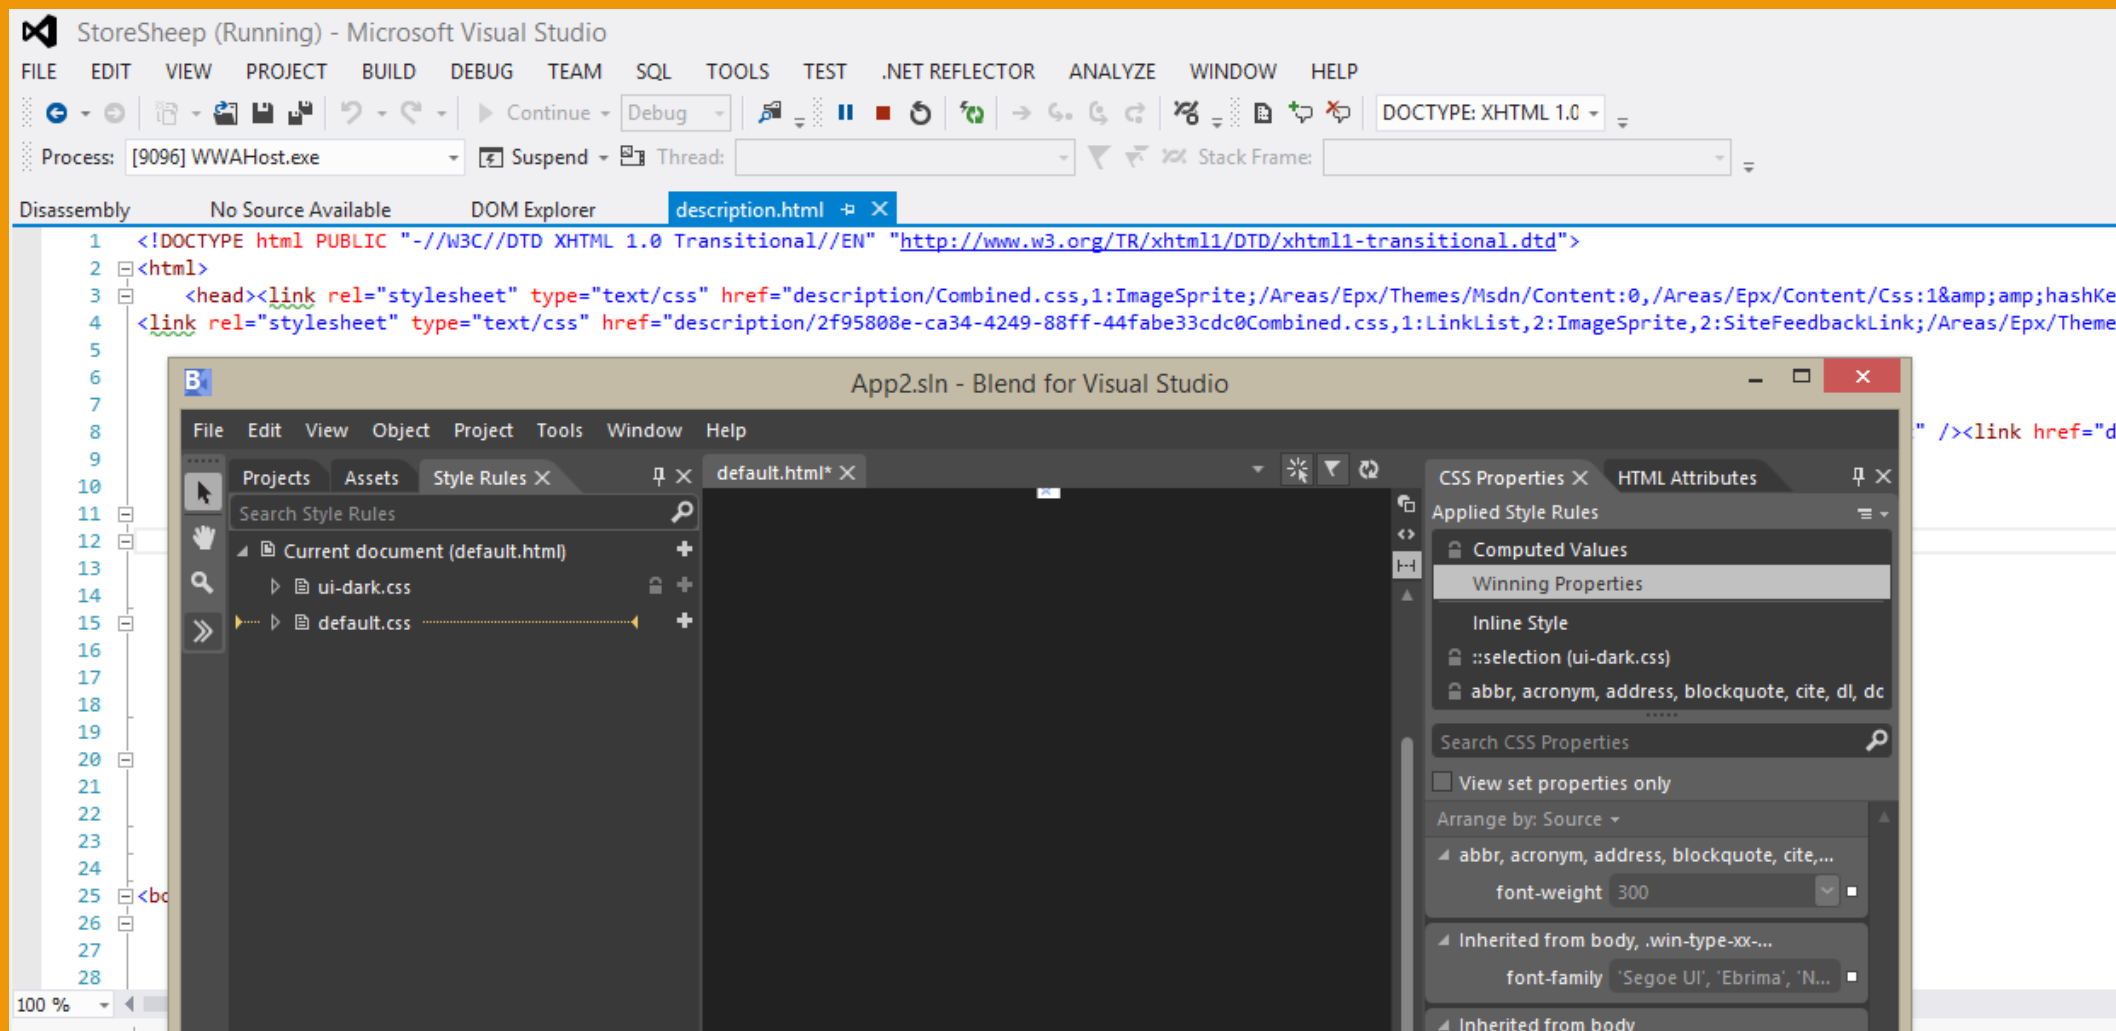 StoreSheep (Running) - Microsoft Visual Studio
FILE EDIT VIEW PROJECT BUILD DEBUG TEAM SQL TOOLS TEST .NET REFLECTOR ANALYZE WINDOW HELP
Continue Debug DOCTYPE: XHTML 1.0
Process: [9096] WWAHost.exe Suspend Thread: Stack Frame:
Disassembly No Source Available DOM Explorer description.html
1 <!DOCTYPE html PUBLIC "-//W3C//DTD XHTML 1.0 Transitional//EN" "http://www.w3.org/TR/xhtml1/DTD/xhtml1-transitional.dtd">
2 <html>
3 <head><link rel="stylesheet" type="text/css" href="description/Combined.css,1:ImageSprite;/Areas/Epx/Themes/Msdn/Content:0,/Areas/Epx/Content/Css:1&amp;amp;hashKe
4 <link rel="stylesheet" type="text/css" href="description/2f95808e-ca34-4249-88ff-44fabe33cdc0Combined.css,1:LinkList,2:ImageSprite,2:SiteFeedbackLink;/Areas/Epx/Theme
5
6
7
8 " /><link href="d
9
10
11
12
13
14
15
16
17
18
19
20
21
22
23
24
25 <bo
26
27
28
100 %
App2.sln - Blend for Visual Studio
File Edit View Object Project Tools Window Help
Projects Assets Style Rules
Search Style Rules
Current document (default.html)
ui-dark.css
default.css
default.html*
CSS Properties HTML Attributes
Applied Style Rules
Computed Values
Winning Properties
Inline Style
::selection (ui-dark.css)
abbr, acronym, address, blockquote, cite, dl, dc
Search CSS Properties
View set properties only
Arrange by: Source
abbr, acronym, address, blockquote, cite,...
font-weight 300
Inherited from body, .win-type-xx-...
font-family 'Segoe UI', 'Ebrima', 'N...
Inherited from body